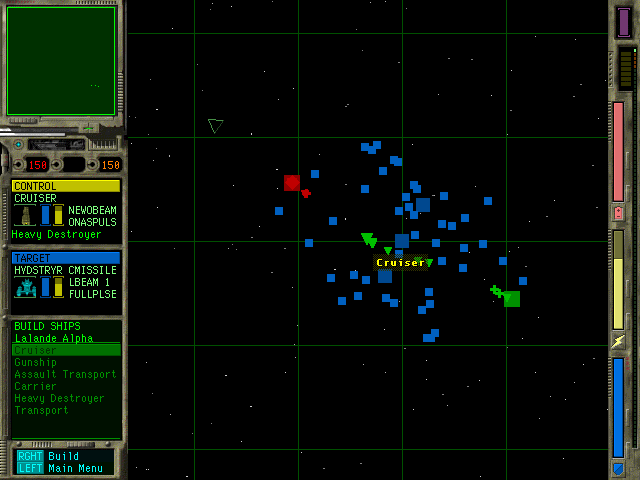 150 150
CONTROL
CRUISER
NEWOBEAM
ONASPULS
Heavy Destroyer
TARGET
HVDSTRYR CMISSILE
LBEAM 1
FULLPLSE
BUILD SHIPS
Lalande Alpha
Cruiser
Gunship
Assault Transport
Carrier
Heavy Destroyer
Transport
RGHT Build
LEFT Main Menu
Cruiser